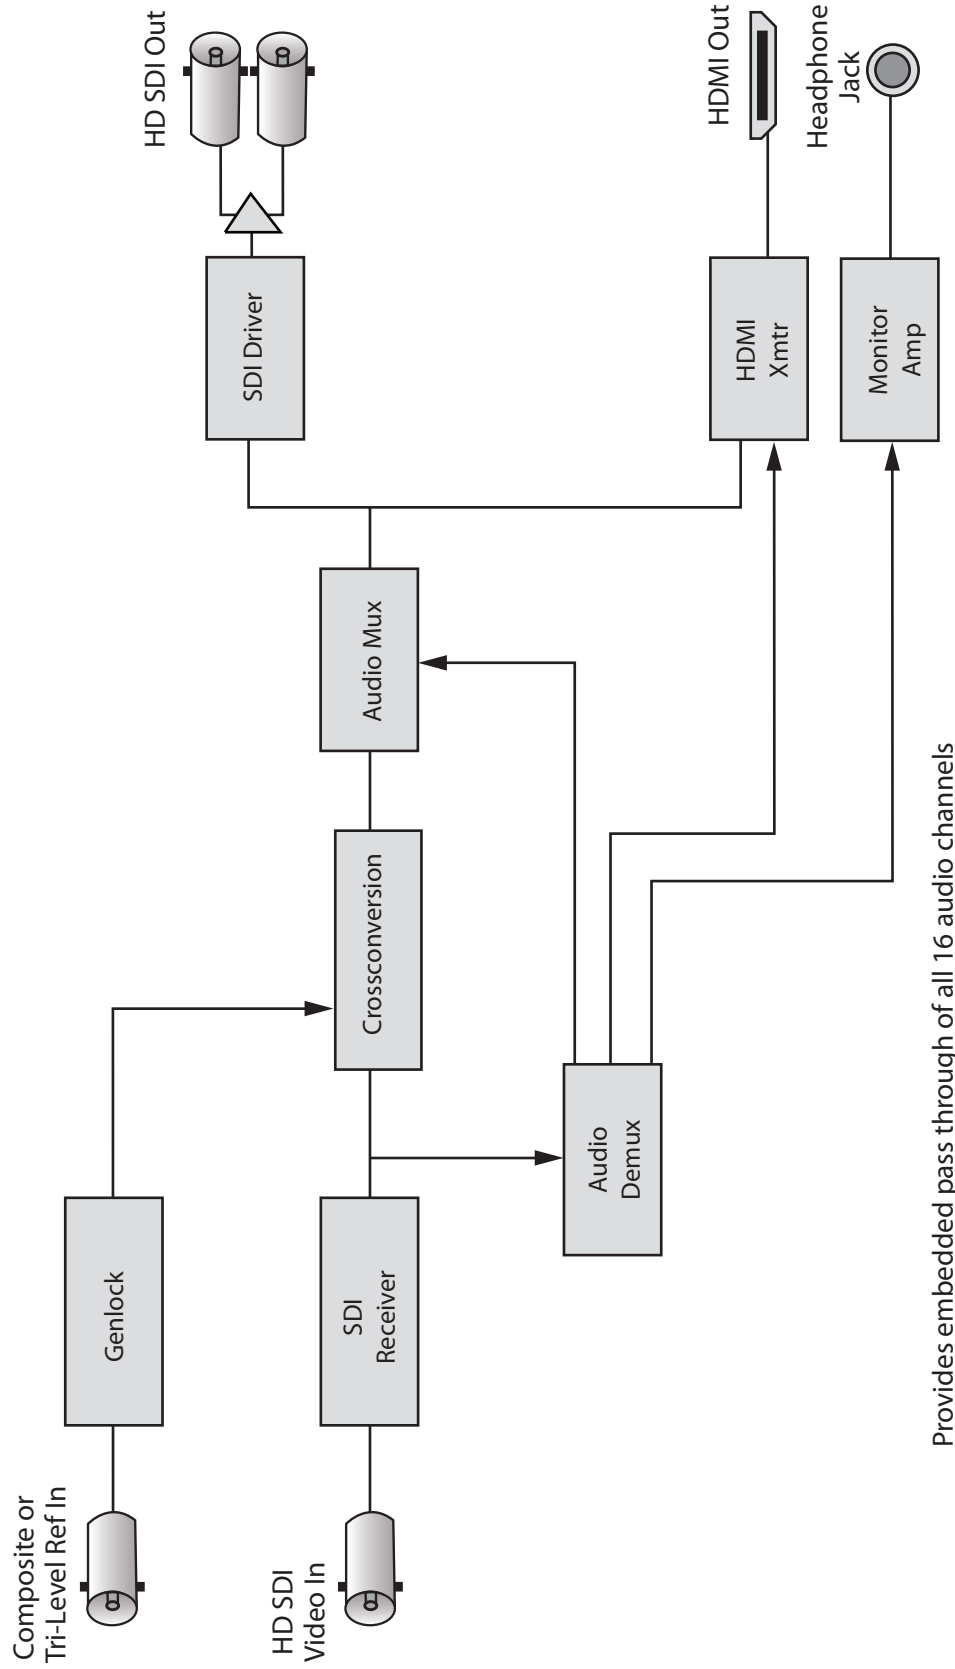 Composite or
Tri-Level Ref In
Genlock
HD SDI Out
SDI Driver
HD SDI
Video In
SDI
Receiver
Crossconversion
Audio Mux
Audio
Demux
HDMI
Xmtr
HDMI Out
Monitor
Amp
Headphone
Jack
Provides embedded pass through of all 16 audio channels